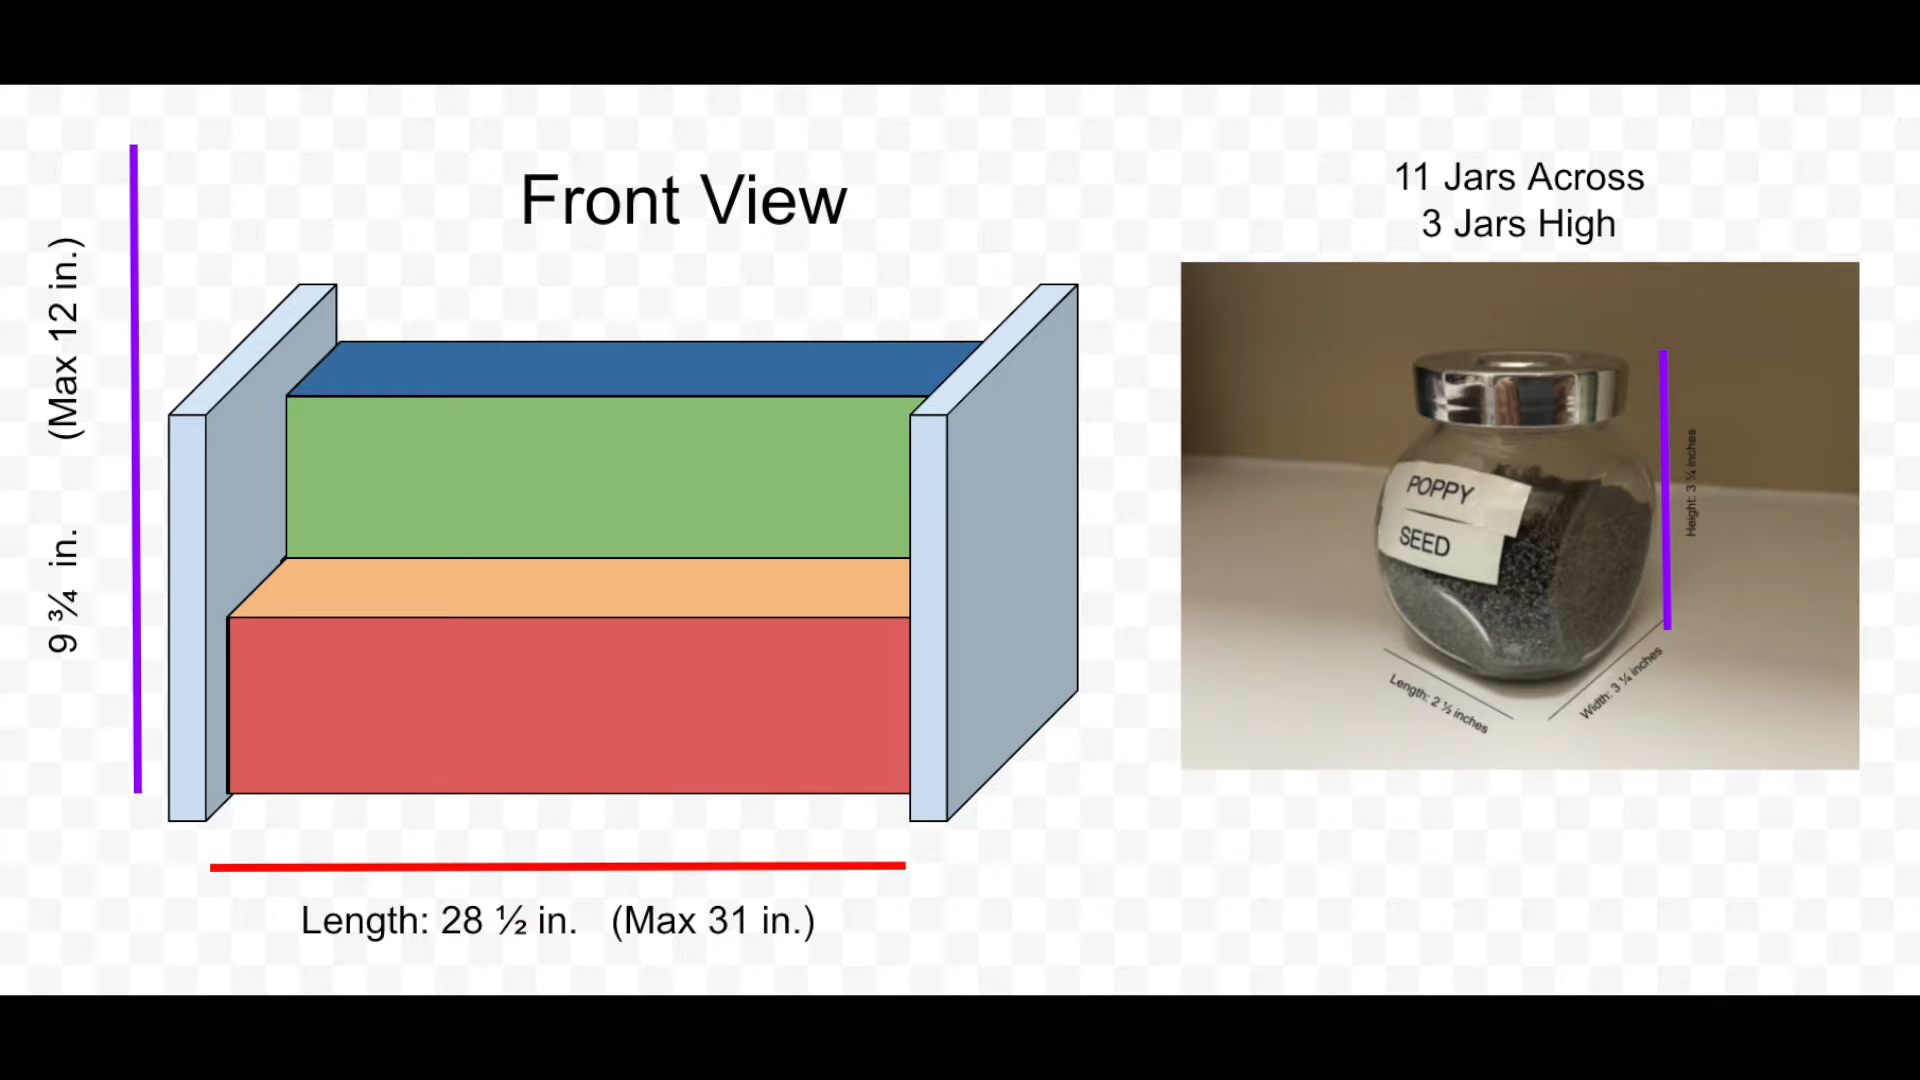 Front View
(Max 12 in.)
9 ¾ in.
Length: 28 ½ in. (Max 31 in.)
11 Jars Across
3 Jars High
POPPY
SEED
Height: 3 ¼ inches
Length: 2 ½ inches
Width: 3 ¼ inches